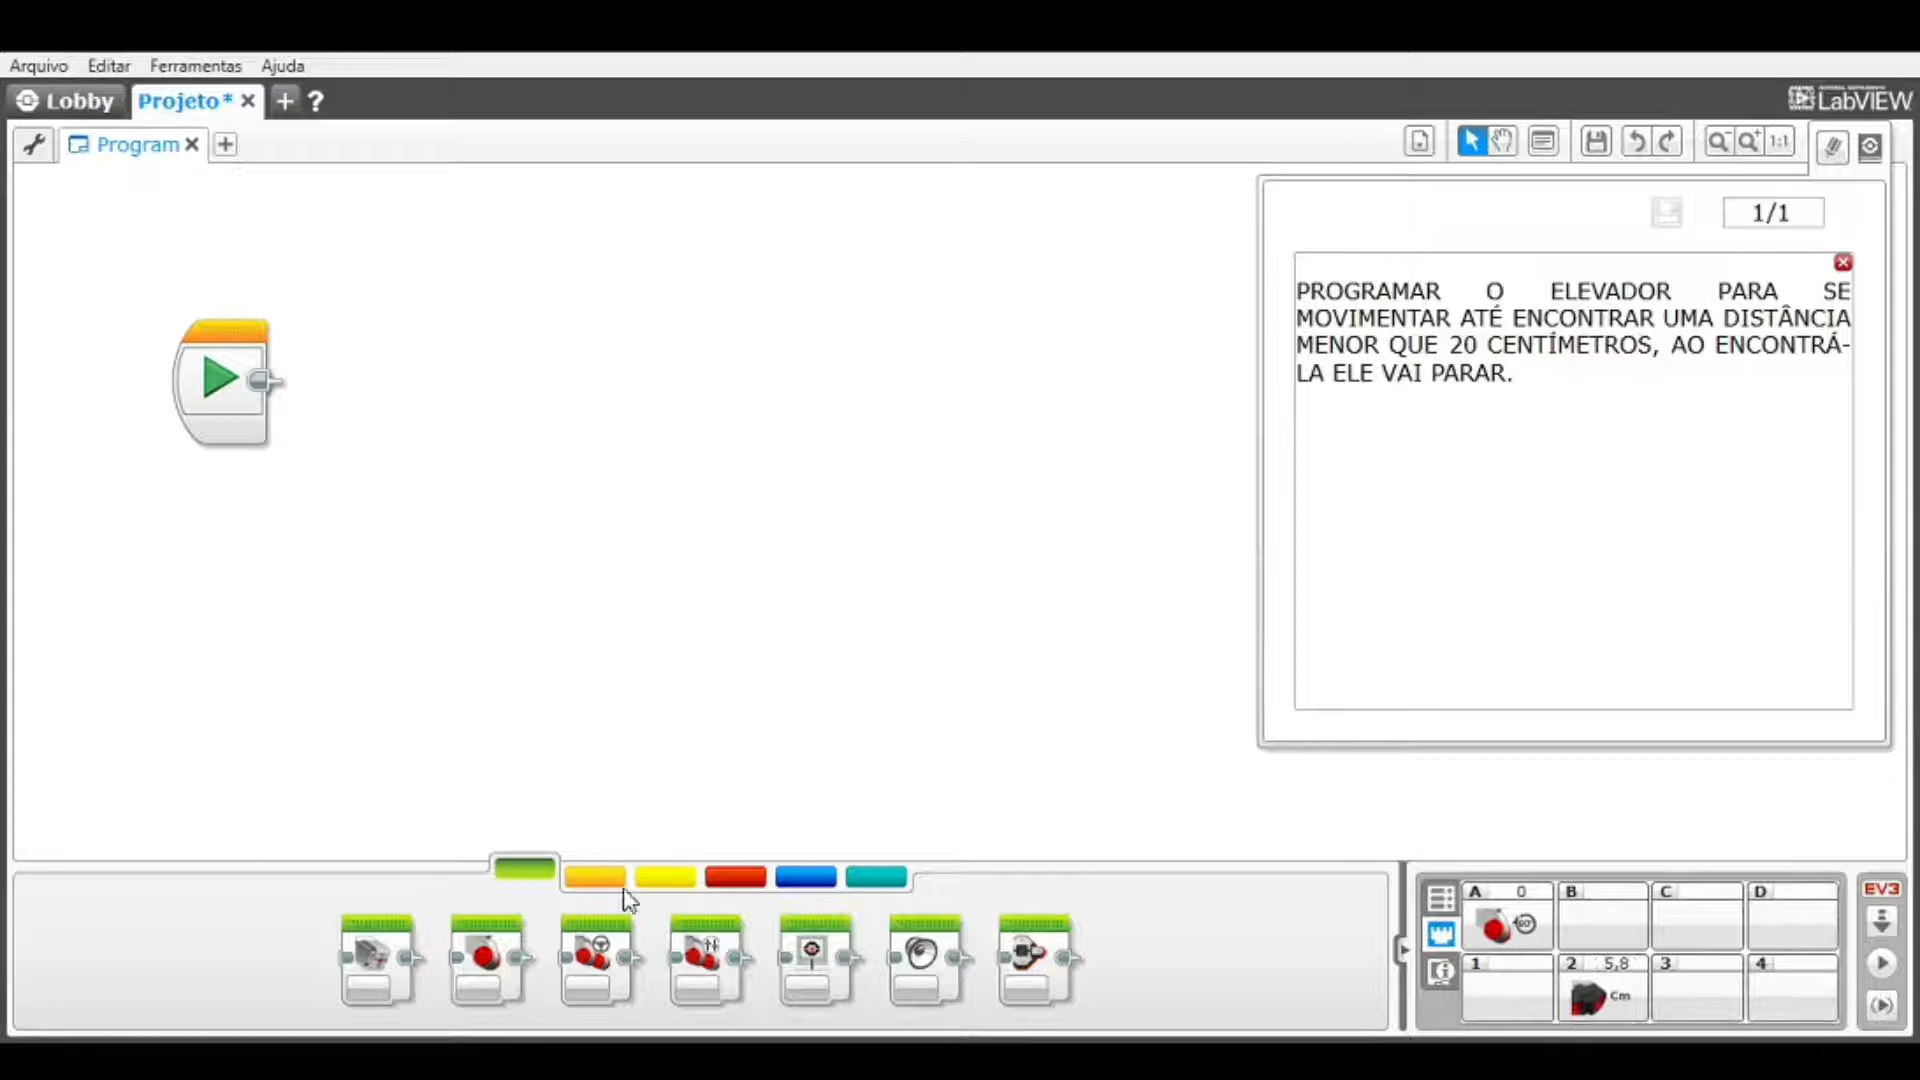 Arquivo Editar Ferramentas Ajuda
Lobby Projeto* + ?
LabVIEW
Program +
1:1
1/1
PROGRAMAR O ELEVADOR PARA SE
MOVIMENTAR ATÉ ENCONTRAR UMA DISTÂNCIA
MENOR QUE 20 CENTÍMETROS, AO ENCONTRÁ-
LA ELE VAI PARAR.
A 0 B C D
EV3
1 2 5,8 3 4
Cm